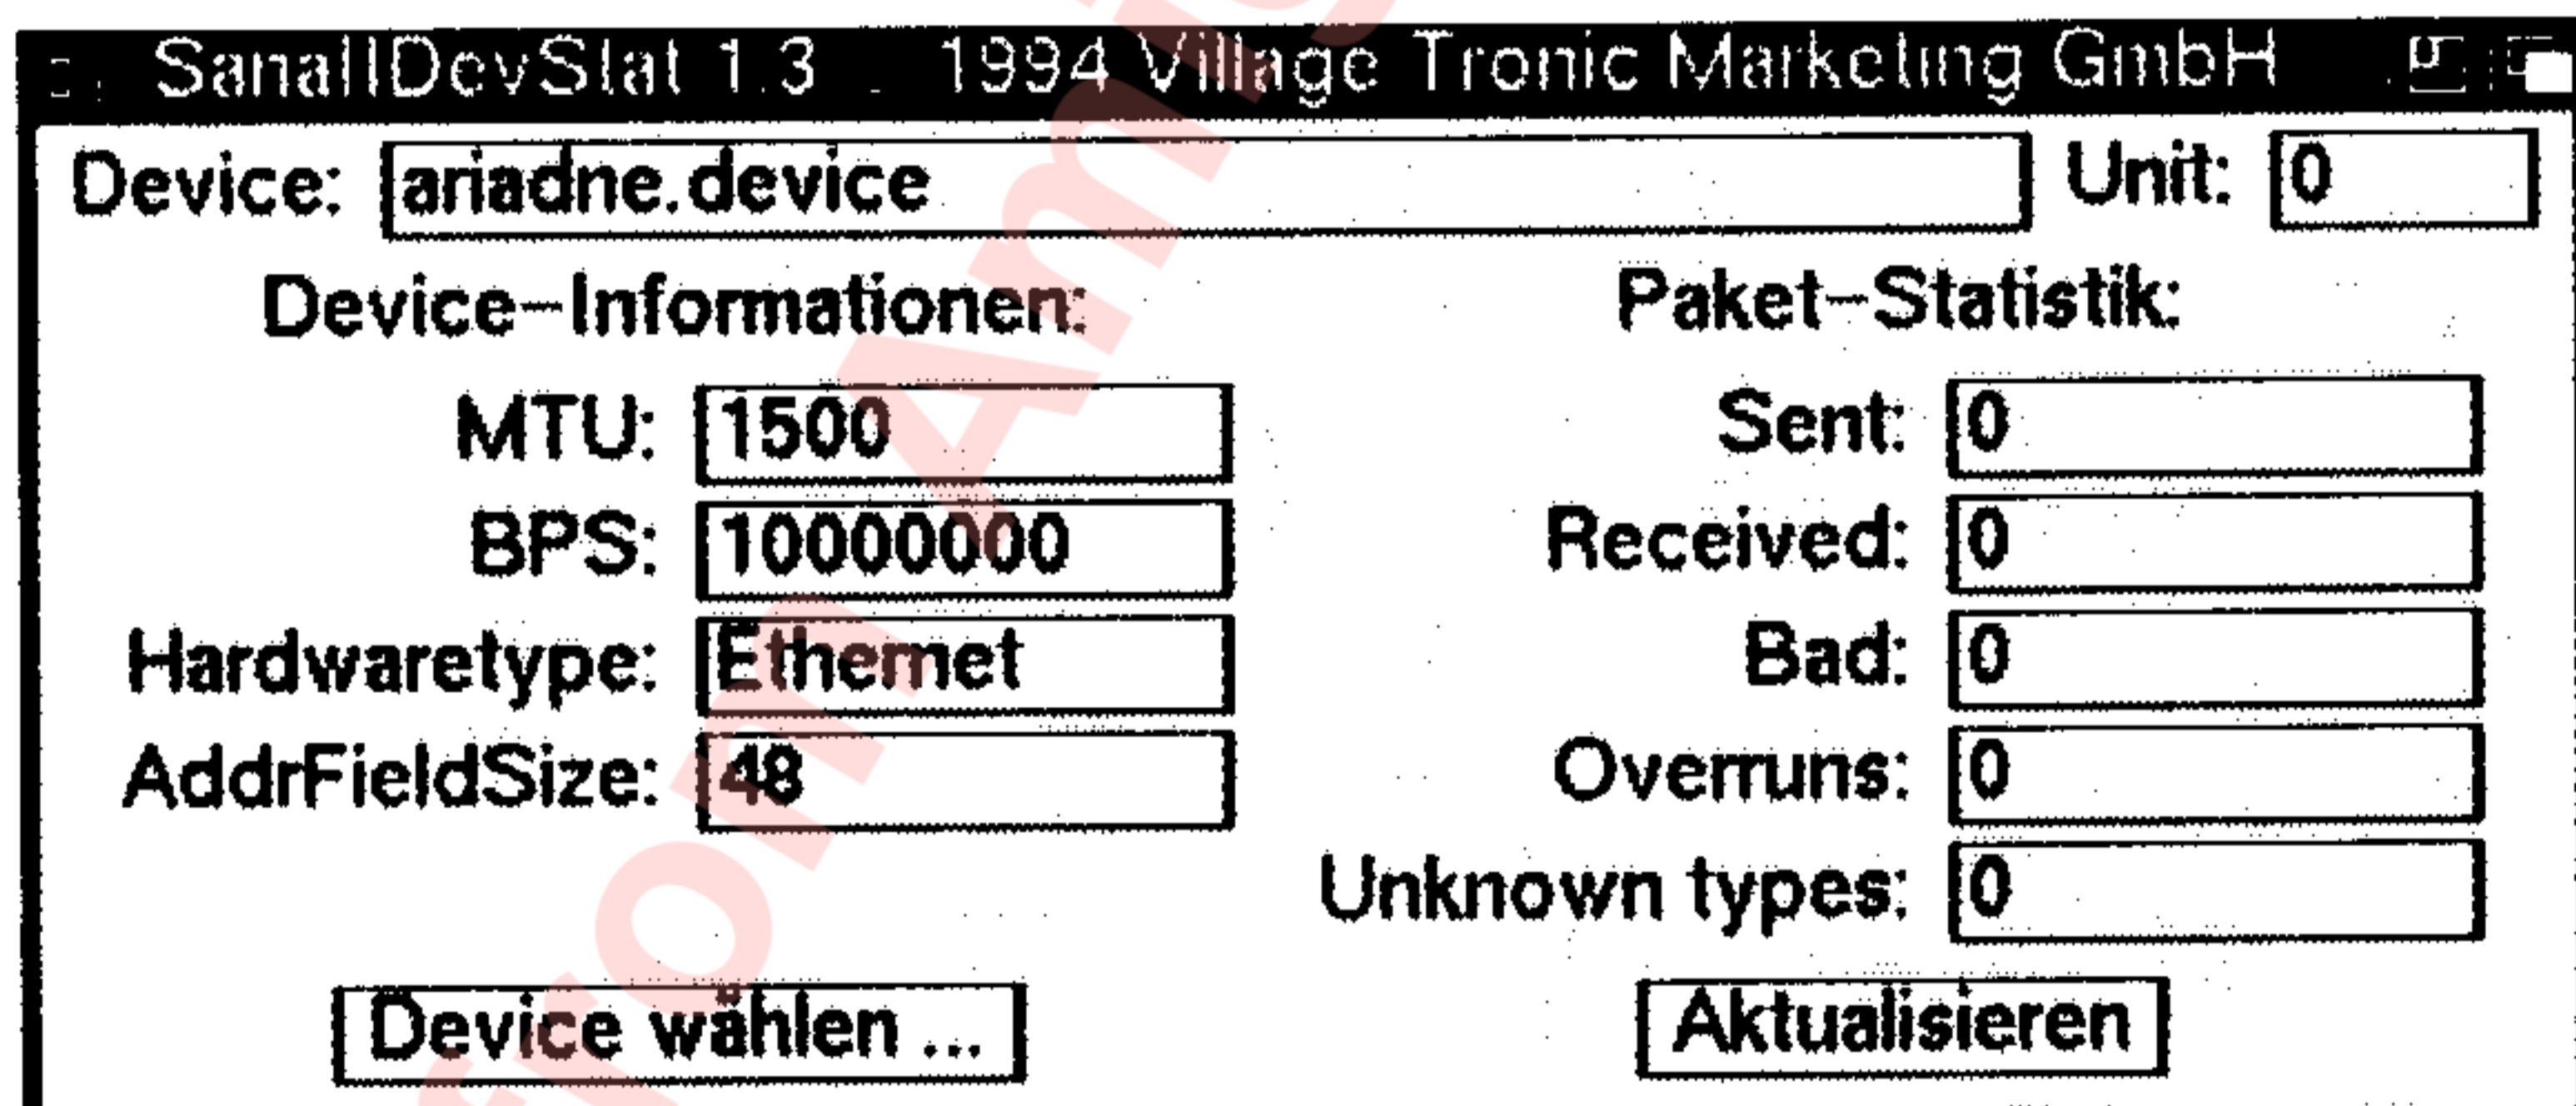 SanaIIDevStat 1.3 . 1994 Village Tronic Marketing GmbH
Device: ariadne.device Unit: 0
Device-Informationen: Paket-Statistik:
MTU: 1500 Sent: 0
BPS: 10000000 Received: 0
Hardwaretype: Ethernet Bad: 0
AddrFieldSize: 48 Overruns: 0
Unknown types: 0
Device wählen ... Aktualisieren
from Amig